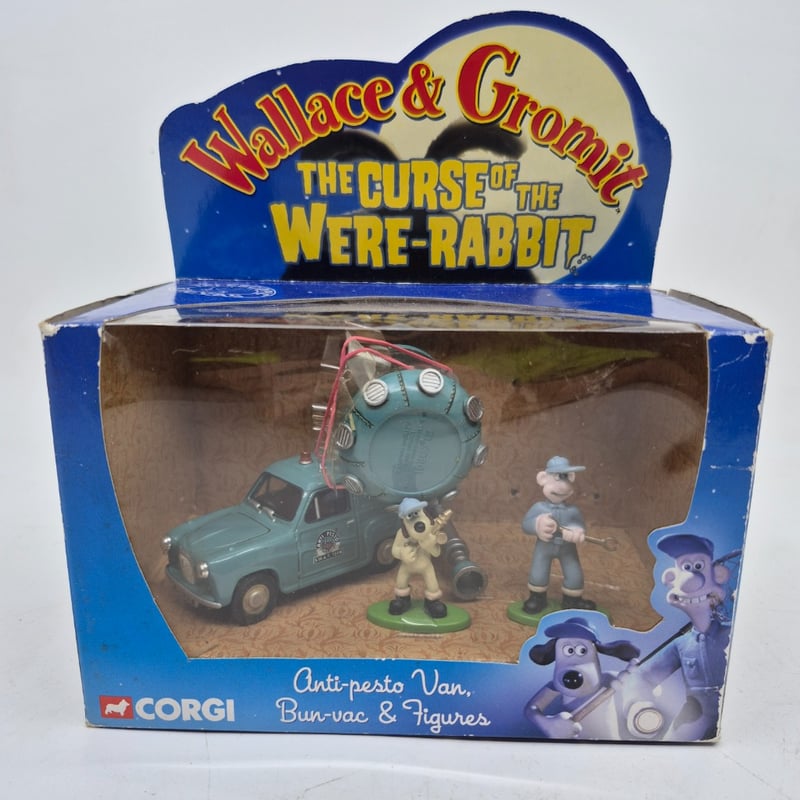 Wallace & Gromit
THE CURSE OF THE
WERE-RABBIT
Anti-pesto Van,
Bun-vac & Figures
CORGI